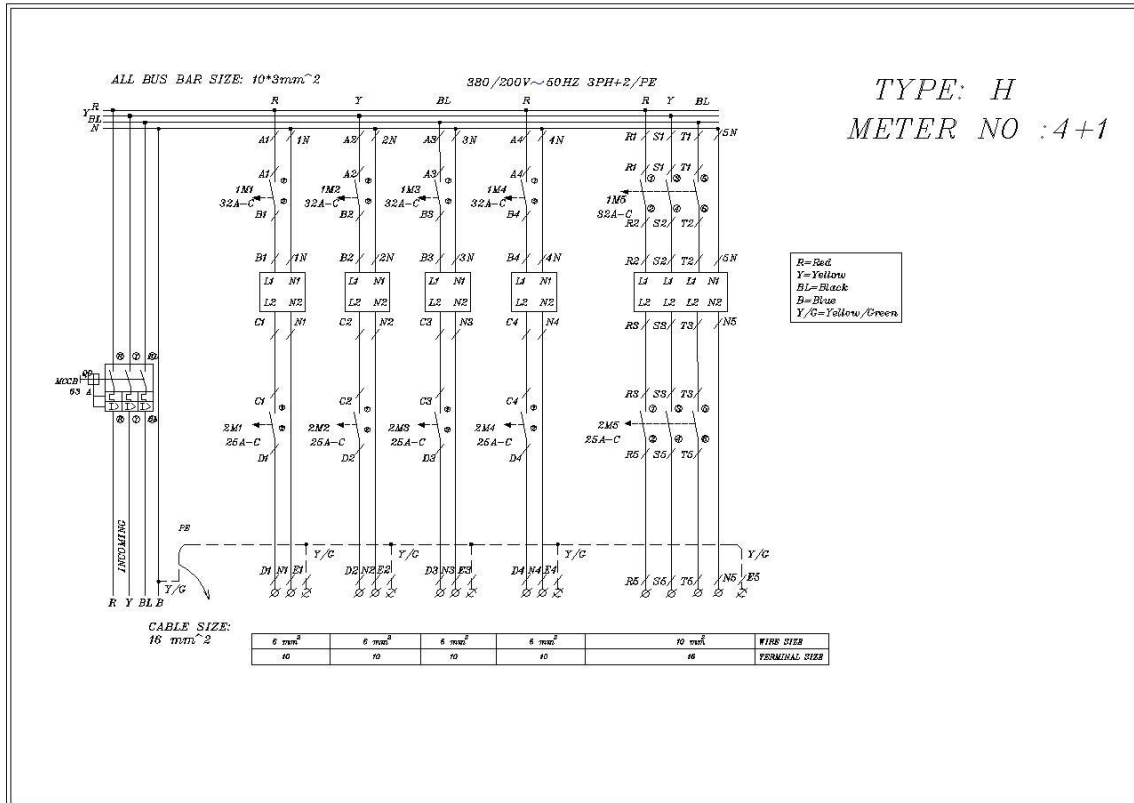 ALL BUS BAR SIZE: 10*3mm^2
380/200V~50HZ 3PH+2/PE
TYPE: H
METER NO :4+1
R Y BL R R Y BL
R
Y
BL
N
A1 1N A2 2N A3 3N A4 4N R1 S1 T1 5N
A1 A2 A3 A4 R1 S1 T1
1M1 1M2 1M3 1M4 1M5
32A-C 32A-C 32A-C 32A-C 32A-C
B1 B2 B3 B4 R2 S2 T2
B1 1N B2 2N B3 3N B4 4N R2 S2 T2 5N
L1 N1 L1 N1 L1 N1 L1 N1 L1 L1 L1 N1
L2 N2 L2 N2 L2 N2 L2 N2 L2 L2 L2 N2
C1 N1 C2 N2 C3 N3 C4 N4 R3 S3 T3 N5
R=Red
Y=Yellow
BL=Black
B=Blue
Y/G=Yellow/Green
MCCB
63 A
C1 C2 C3 C4 R3 S3 T3
2M1 2M2 2M3 2M4 2M5
25A-C 25A-C 25A-C 25A-C 25A-C
D1 D2 D3 D4 R5 S5 T5
INCOMING
PE
Y/G Y/G Y/G Y/G Y/G
D1 N1 E1 D2 N2 E2 D3 N3 E3 D4 N4 E4 R5 S5 T5 N5 E5
Y/G
R Y BL B
CABLE SIZE:
16 mm^2
6 mm² 6 mm² 6 mm² 6 mm² 10 mm² WIRE SIZE
10 10 10 10 16 TERMINAL SIZE